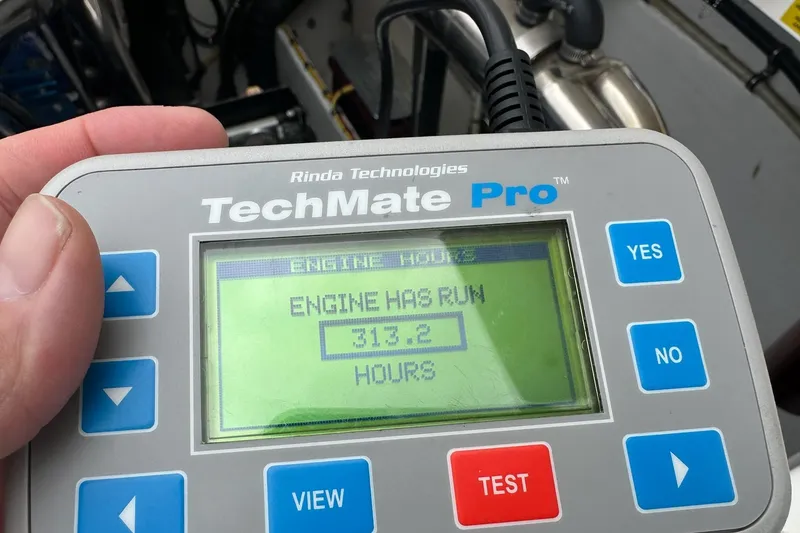 Rinda Technologies
TechMate Pro™
ENGINE HOURS
ENGINE HAS RUN
313.2
HOURS
YES
NO
VIEW
TEST